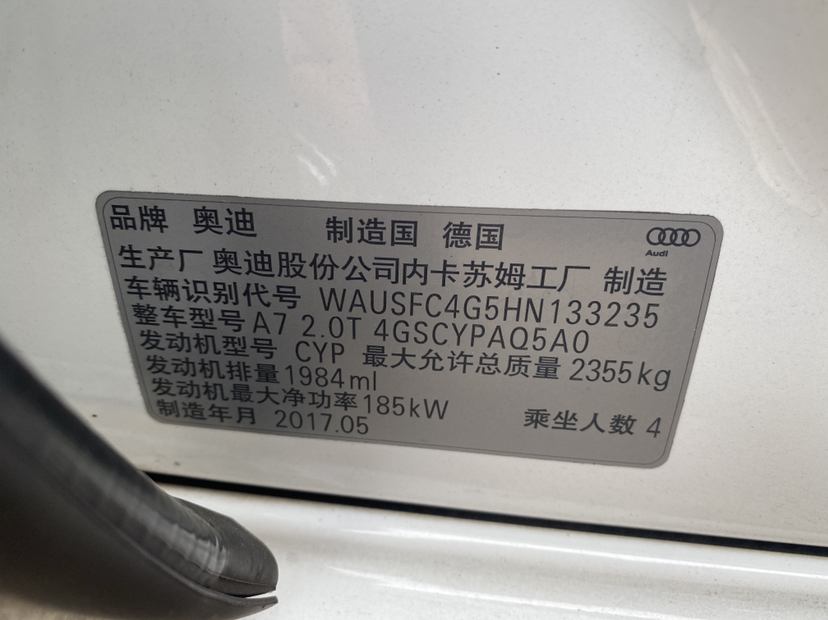 品牌 奥迪 制造国 德国
Audi
生产厂 奥迪股份公司内卡苏姆工厂 制造
车辆识别代号 WAUSFC4G5HN133235
整车型号 A7 2.0T 4GSCYPAQ5A0
发动机型号 CYP 最大允许总质量 2355kg
发动机排量 1984ml
发动机最大净功率 185kW 乘坐人数 4
制造年月 2017.05